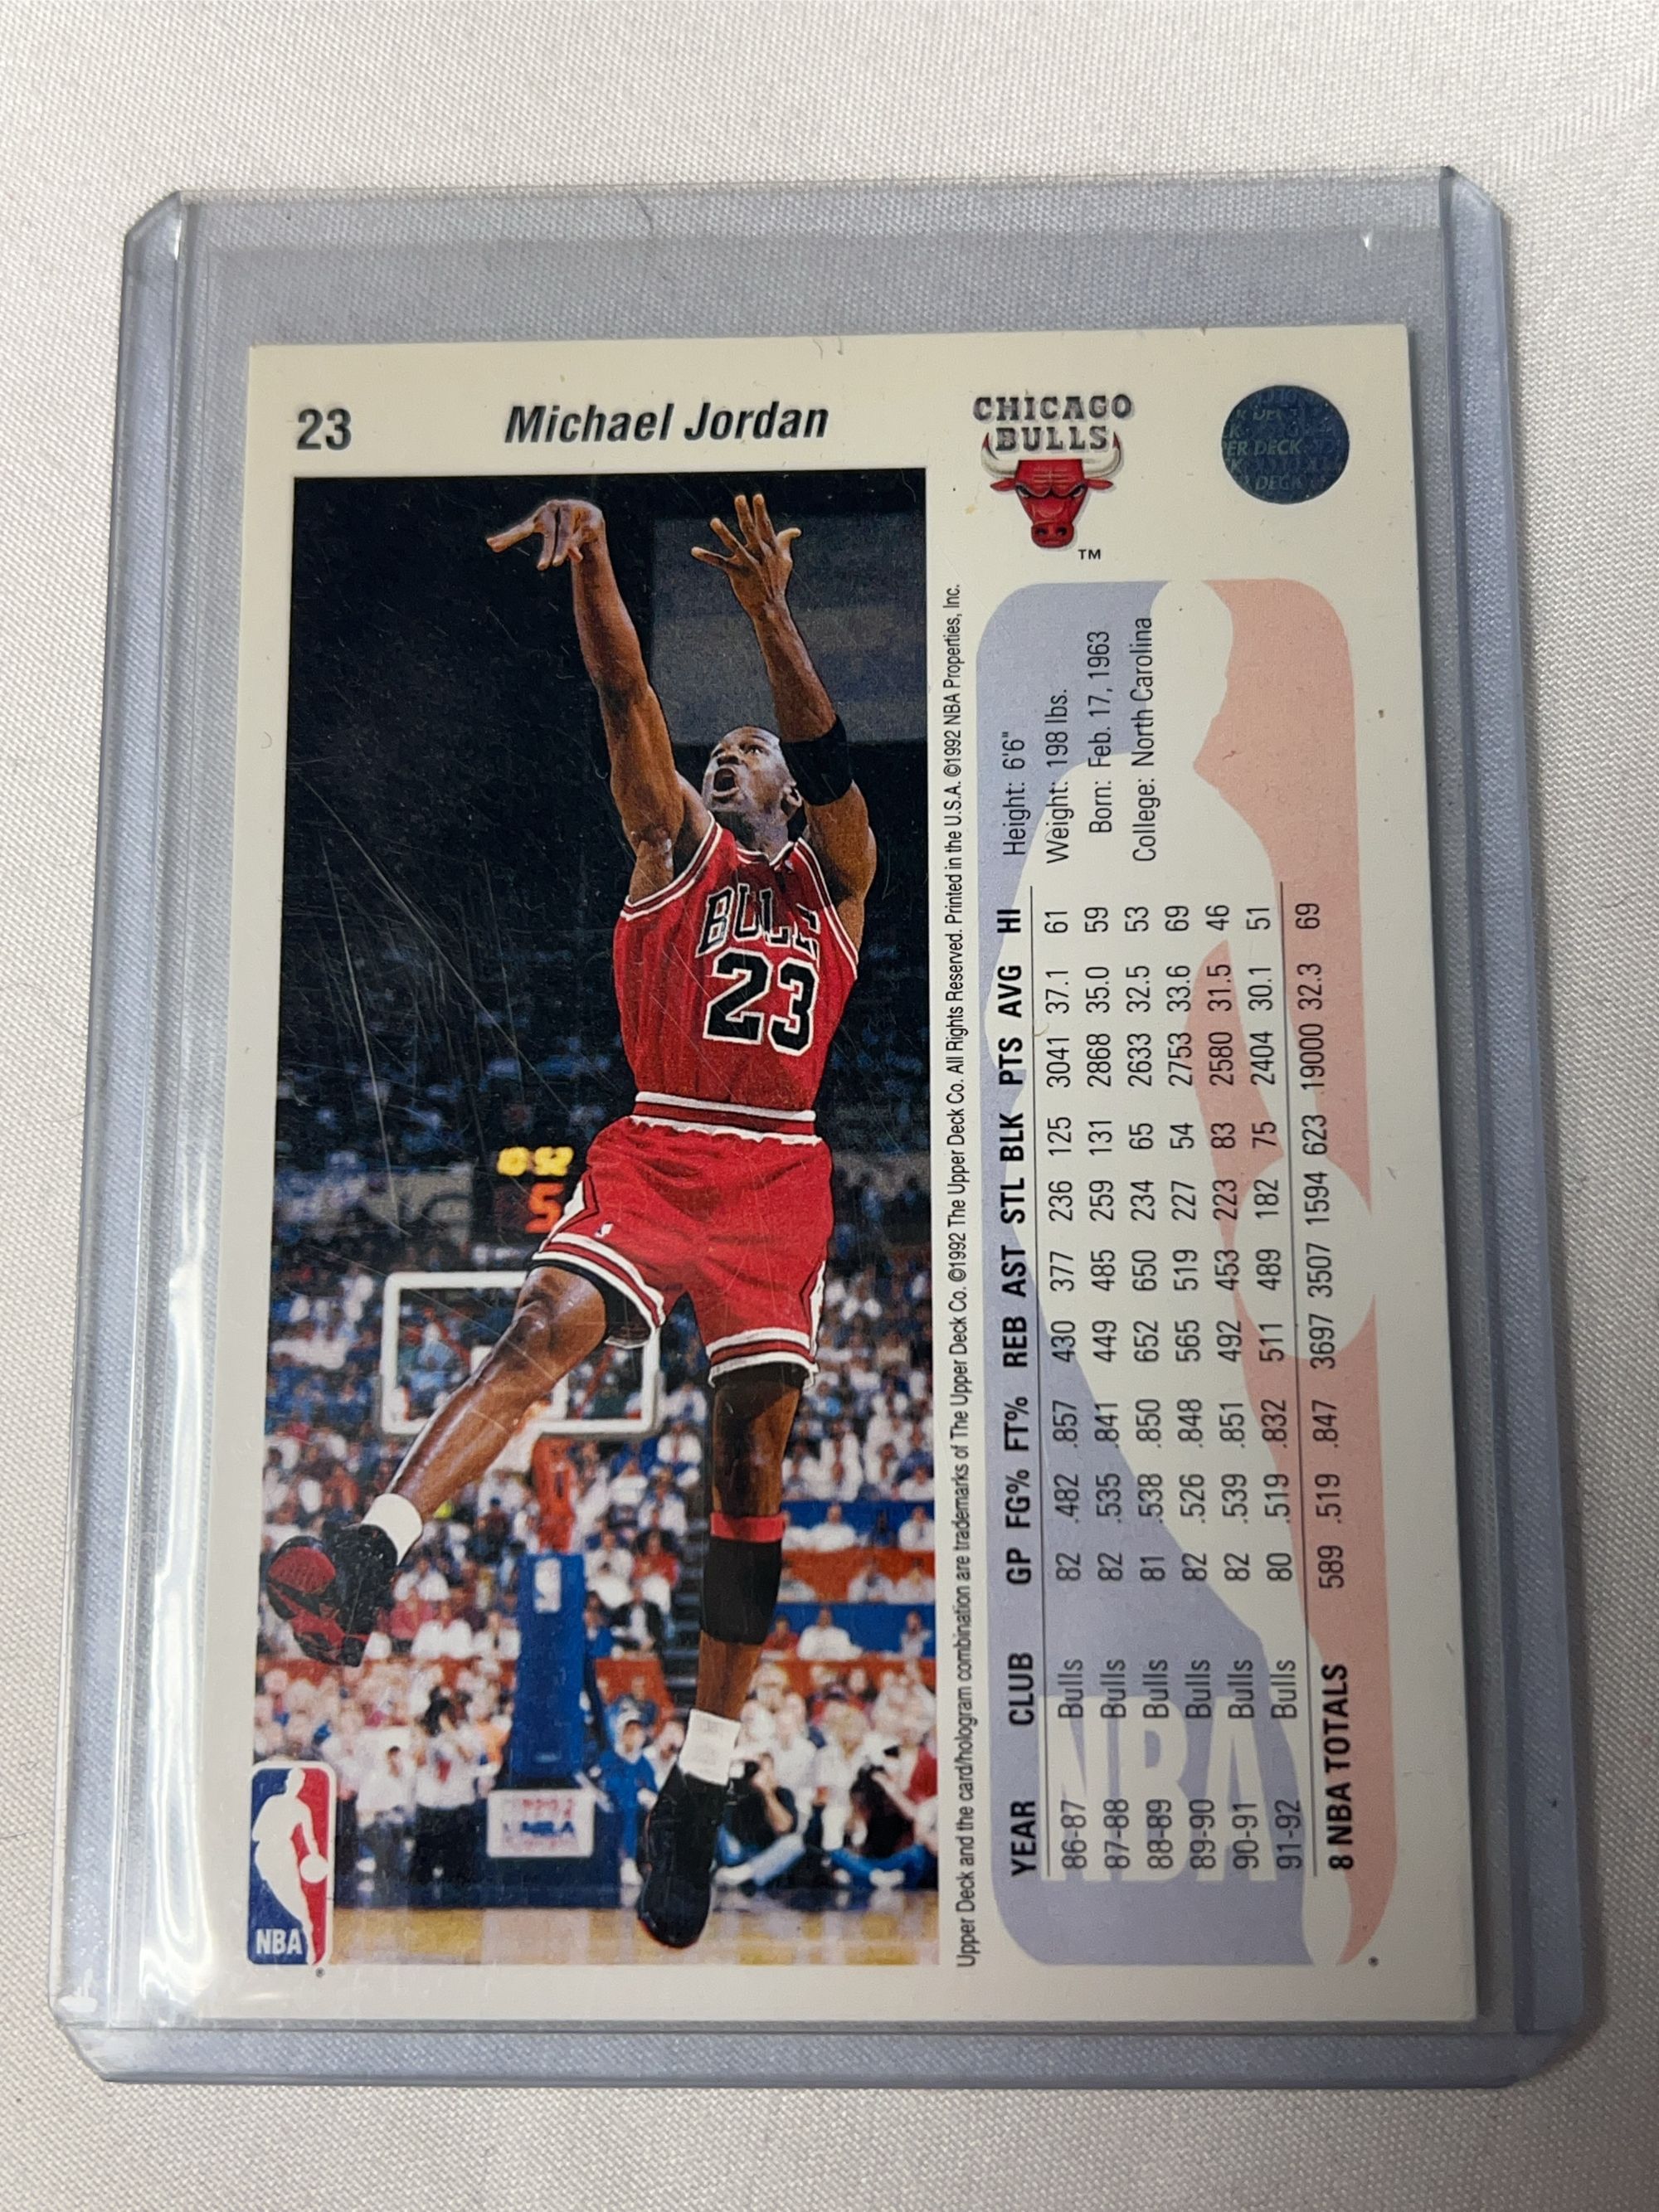 23
Michael Jordan
CHICAGO
BULLS
TM
ER DECK
DECK
BULLS
23
5
NBA
Upper Deck and the card/hologram combination are trademarks of The Upper Deck Co. ©1992 The Upper Deck Co. All Rights Reserved. Printed in the U.S.A. ©1992 NBA Properties, Inc.
Height: 6'6"
Weight: 198 lbs.
Born: Feb. 17, 1963
College: North Carolina
YEAR CLUB GP FG% FT% REB AST STL BLK PTS AVG HI
86-87 Bulls 82 .482 .857 430 377 236 125 3041 37.1 61
87-88 Bulls 82 .535 .841 449 485 259 131 2868 35.0 59
88-89 Bulls 81 .538 .850 652 650 234 65 2633 32.5 53
89-90 Bulls 82 .526 .848 565 519 227 54 2753 33.6 69
90-91 Bulls 82 .539 .851 492 453 223 83 2580 31.5 46
91-92 Bulls 80 .519 .832 511 489 182 75 2404 30.1 51
8 NBA TOTALS 589 .519 .847 3697 3507 1594 623 19000 32.3 69
NBA